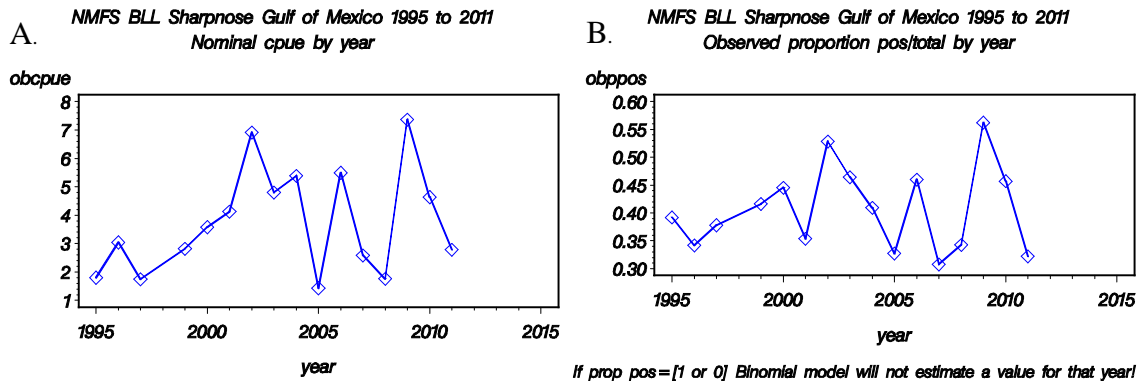 A.
NMFS BLL Sharpnose Gulf of Mexico 1995 to 2011
Nominal cpue by year
obcpue
8
7
6
5
4
3
2
1
1995 2000 2005 2010 2015
year
B.
NMFS BLL Sharpnose Gulf of Mexico 1995 to 2011
Observed proportion pos/total by year
obppos
0.60
0.55
0.50
0.45
0.40
0.35
0.30
1995 2000 2005 2010 2015
year
If prop pos=[1 or 0] Binomial model will not estimate a value for that year!